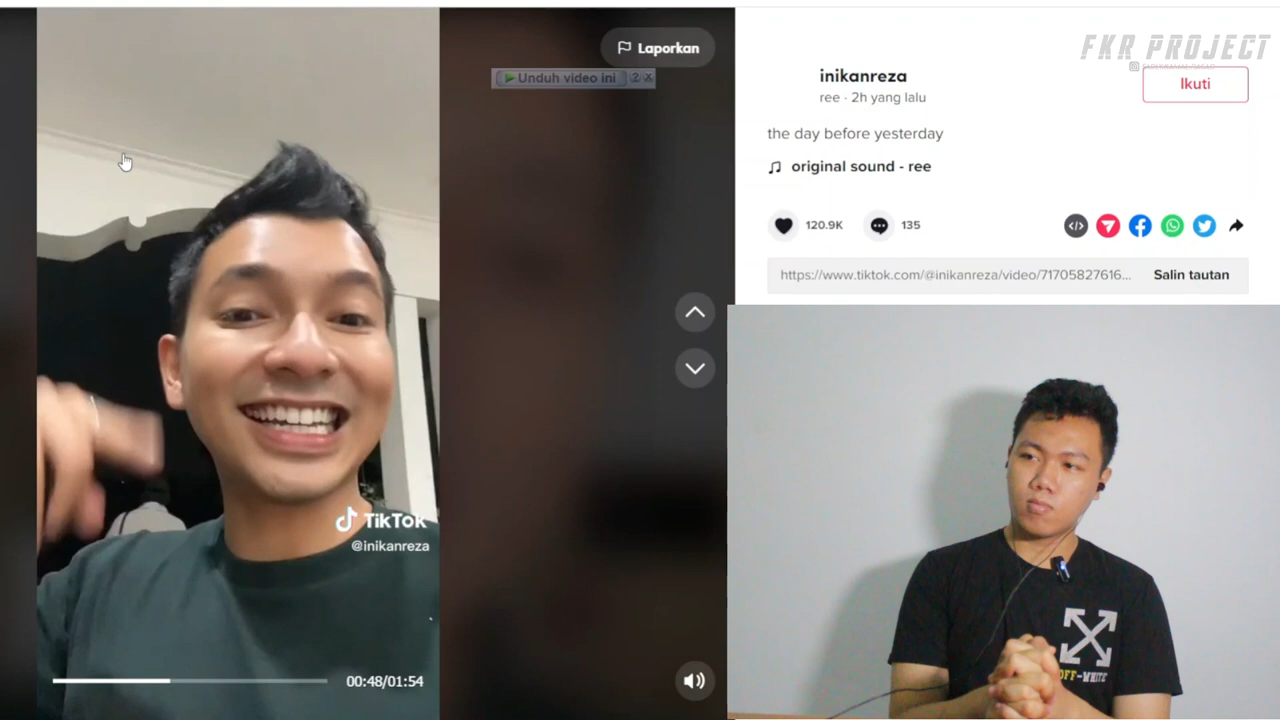 Laporkan
Unduh video ini
TikTok
@inikanreza
00:48/01:54
FKR PROJECT
inikanreza
ree · 2h yang lalu
Ikuti
the day before yesterday
original sound - ree
120.9K
135
https://www.tiktok.com/@inikanreza/video/71705827616...
Salin tautan
OFF-WHITE